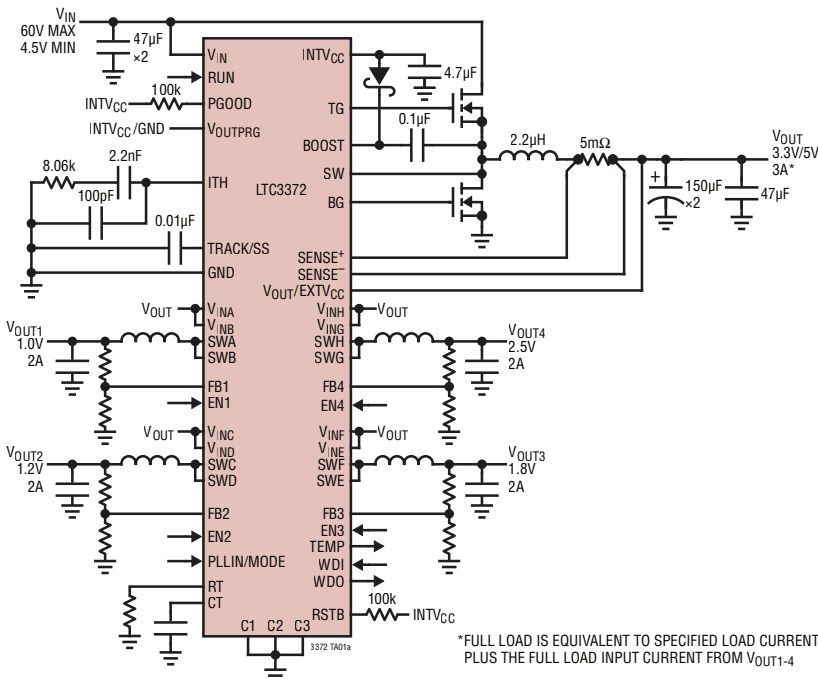 VIN
60V MAX
4.5V MIN
47µF
×2
VIN
RUN
INTVCC
100k
PGOOD
INTVCC/GND
VOUTPRG
8.06k
2.2nF
100pF
ITH
0.01µF
TRACK/SS
GND
LTC3372
INTVCC
4.7µF
TG
0.1µF
BOOST
SW
BG
2.2µH
5mΩ
VOUT
3.3V/5V
3A*
+
150µF
×2
47µF
SENSE+
SENSE–
VOUT/EXTVCC
VOUT
VINA
VINB
VOUT1
1.0V
2A
SWA
SWB
FB1
EN1
VINH
VING
VOUT
SWH
SWG
VOUT4
2.5V
2A
FB4
EN4
VOUT
VINC
VIND
VOUT2
1.2V
2A
SWC
SWD
FB2
EN2
PLLIN/MODE
RT
CT
VINF
VINE
VOUT
SWF
SWE
VOUT3
1.8V
2A
FB3
EN3
TEMP
WDI
WDO
RSTB
100k
INTVCC
C1 C2 C3
3372 TA01a
*FULL LOAD IS EQUIVALENT TO SPECIFIED LOAD CURRENT
PLUS THE FULL LOAD INPUT CURRENT FROM VOUT1-4